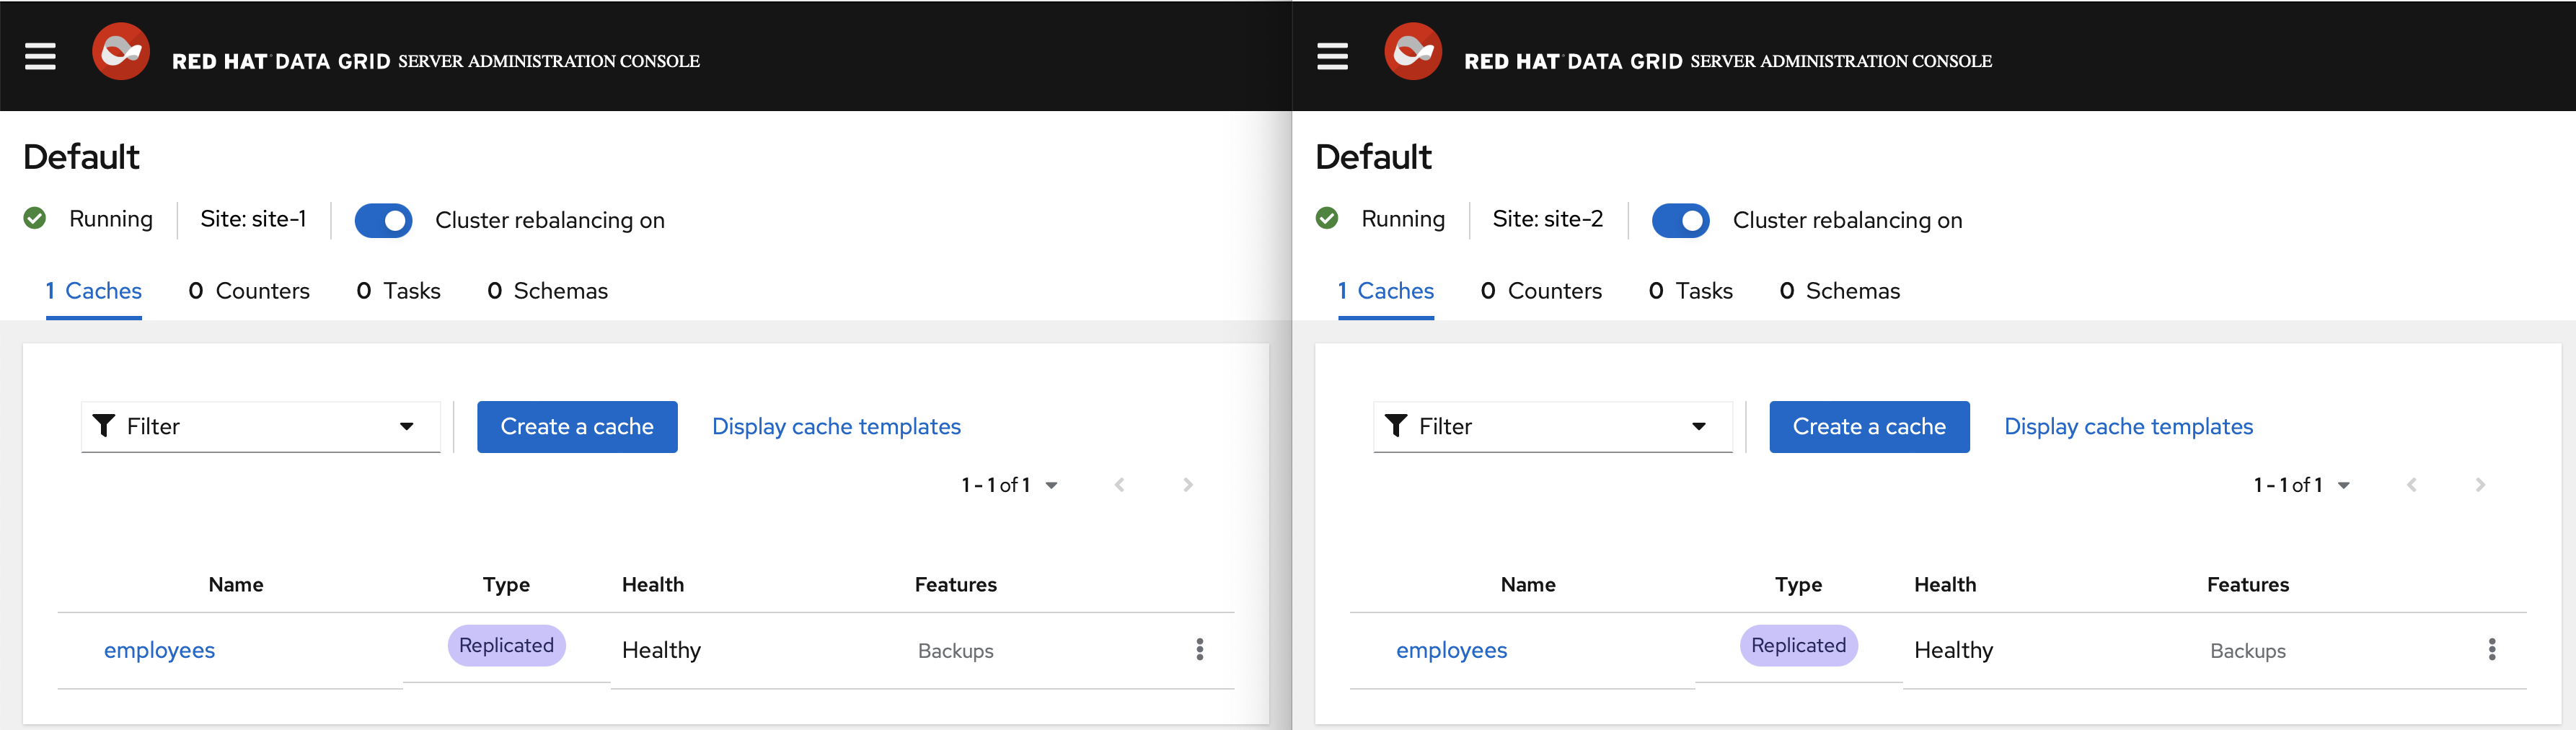 RED HAT DATA GRID SERVER ADMINISTRATION CONSOLE
Default
Running Site: site-1 Cluster rebalancing on
1 Caches 0 Counters 0 Tasks 0 Schemas
Filter Create a cache Display cache templates
1 - 1 of 1
Name Type Health Features
employees Replicated Healthy Backups
RED HAT DATA GRID SERVER ADMINISTRATION CONSOLE
Default
Running Site: site-2 Cluster rebalancing on
1 Caches 0 Counters 0 Tasks 0 Schemas
Filter Create a cache Display cache templates
1 - 1 of 1
Name Type Health Features
employees Replicated Healthy Backups